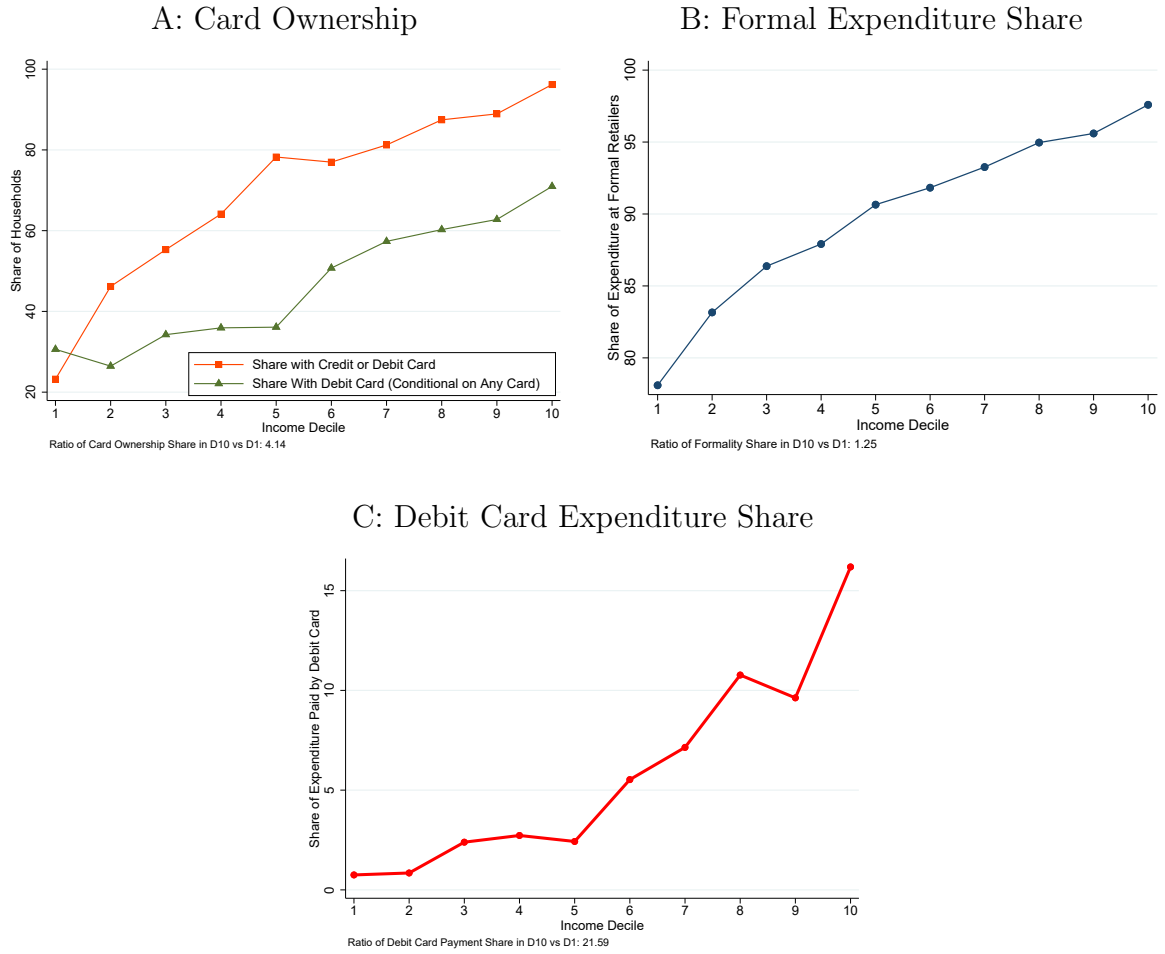 A: Card Ownership
Share of Households
100
80
60
40
20
Share with Credit or Debit Card
Share With Debit Card (Conditional on Any Card)
1 2 3 4 5 6 7 8 9 10
Income Decile
Ratio of Card Ownership Share in D10 vs D1: 4.14
B: Formal Expenditure Share
Share of Expenditure at Formal Retailers
100
95
90
85
80
1 2 3 4 5 6 7 8 9 10
Income Decile
Ratio of Formality Share in D10 vs D1: 1.25
C: Debit Card Expenditure Share
Share of Expenditure Paid by Debit Card
15
10
5
0
1 2 3 4 5 6 7 8 9 10
Income Decile
Ratio of Debit Card Payment Share in D10 vs D1: 21.59